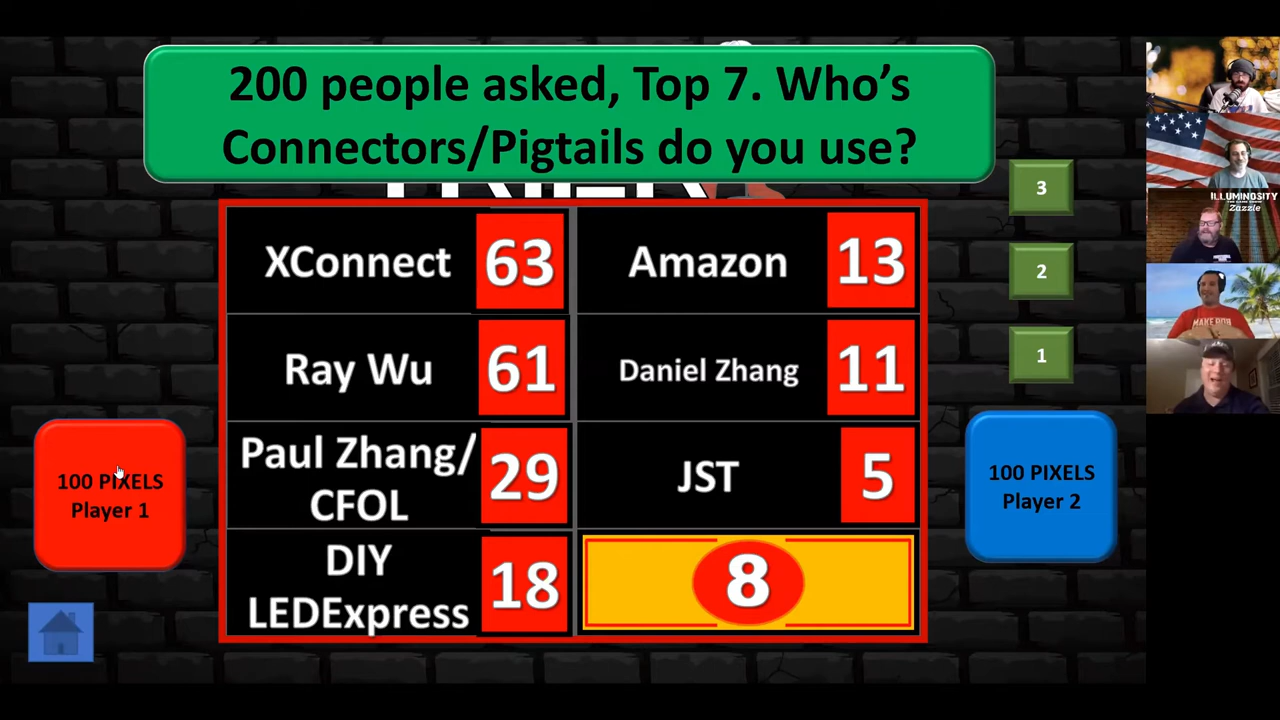 200 people asked, Top 7. Who's
Connectors/Pigtails do you use?
XConnect 63
Amazon 13
Ray Wu 61
Daniel Zhang 11
Paul Zhang/
CFOL
29
JST 5
DIY
LEDExpress
18
8
3
2
1
100 PIXELS
Player 1
100 PIXELS
Player 2
ILLUMINOSITY
Zazzle